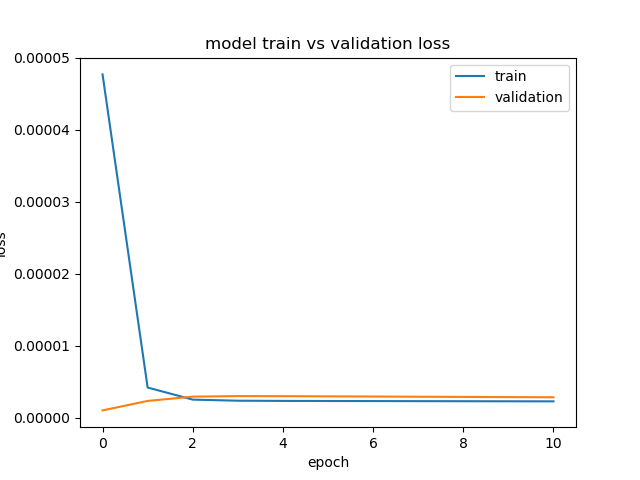 model train vs validation loss
train
validation
0.00005
0.00004
0.00003
0.00002
0.00001
0.00000
loss
0 2 4 6 8 10
epoch